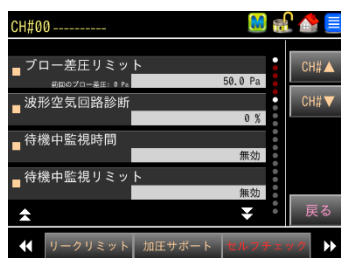 CH#00 ----------
M
ブロー差圧リミット
前回のブロー差圧: 0 Pa
50.0 Pa
波形空気回路診断
0 %
待機中監視時間
無効
待機中監視リミット
無効
CH#▲
CH#▼
戻る
リークリミット 加圧サポート セルフチェック